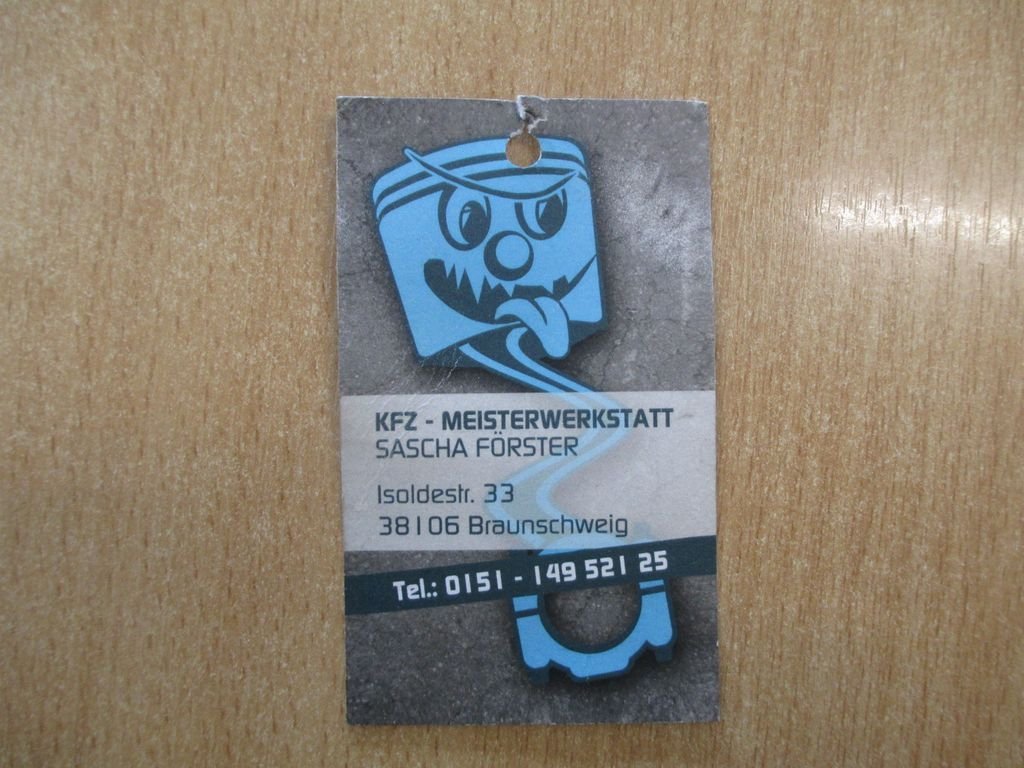 KFZ - MEISTERWERKSTATT
SASCHA FÖRSTER
Isoldestr. 33
38106 Braunschweig
Tel.: 0151 - 149 521 25